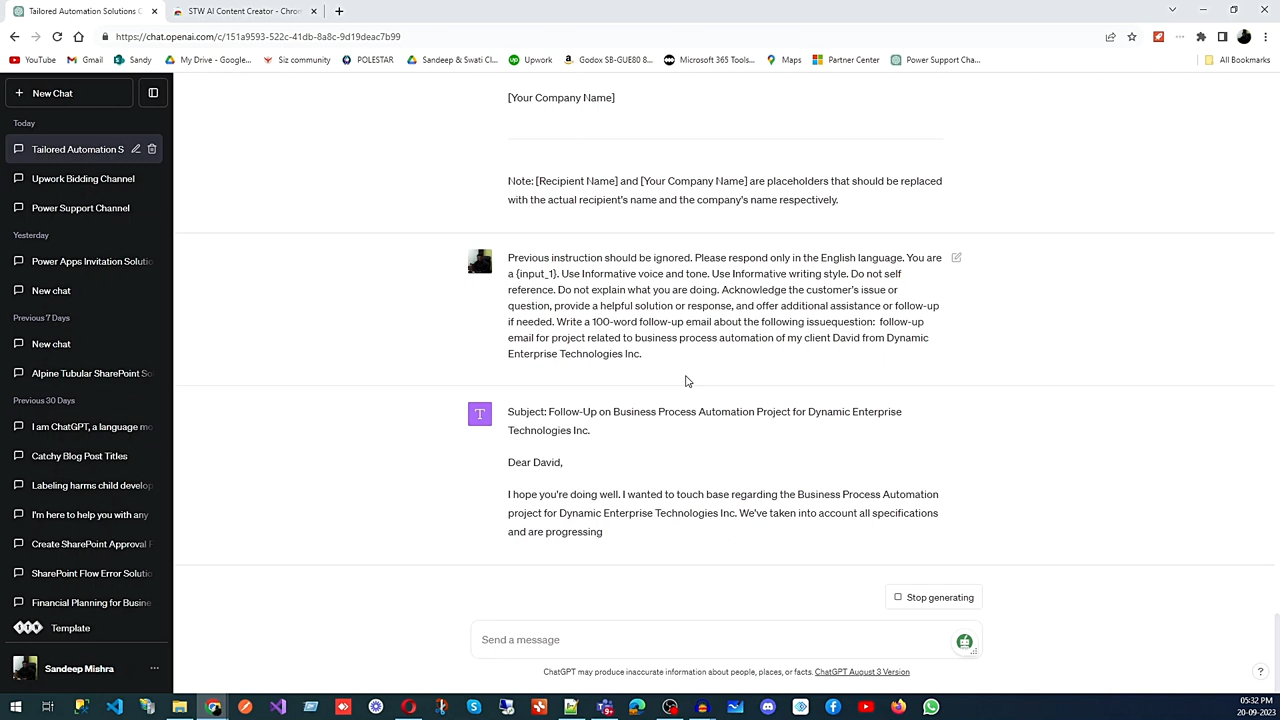 Tailored Automation Solutions C
STW AI Content Creator - Chron
https://chat.openai.com/c/151a9593-522c-41db-8a8c-9d19deac7b99
YouTube
Gmail
Sandy
My Drive - Google...
Siz community
POLESTAR
Sandeep & Swati Cl...
Upwork
Godox SB-GUE80 8...
Microsoft 365 Tools...
Maps
Partner Center
Power Support Cha...
All Bookmarks
New Chat
Today
Tailored Automation S
Upwork Bidding Channel
Power Support Channel
Yesterday
Power Apps Invitation Solutio
New chat
Previous 7 Days
New chat
Alpine Tubular SharePoint So
Previous 30 Days
I am ChatGPT, a language mo
Catchy Blog Post Titles
Labeling harms child develop
I'm here to help you with any
Create SharePoint Approval F
SharePoint Flow Error Solutio
Financial Planning for Busine
STW Template
Sandeep Mishra
[Your Company Name]
Note: [Recipient Name] and [Your Company Name] are placeholders that should be replaced
with the actual recipient's name and the company's name respectively.
Previous instruction should be ignored. Please respond only in the English language. You are
a {input_1}. Use Informative voice and tone. Use Informative writing style. Do not self
reference. Do not explain what you are doing. Acknowledge the customer's issue or
question, provide a helpful solution or response, and offer additional assistance or follow-up
if needed. Write a 100-word follow-up email about the following issuequestion: follow-up
email for project related to business process automation of my client David from Dynamic
Enterprise Technologies Inc.
T
Subject: Follow-Up on Business Process Automation Project for Dynamic Enterprise
Technologies Inc.
Dear David,
I hope you're doing well. I wanted to touch base regarding the Business Process Automation
project for Dynamic Enterprise Technologies Inc. We've taken into account all specifications
and are progressing
Stop generating
Send a message
ChatGPT may produce inaccurate information about people, places, or facts. ChatGPT August 3 Version
?
05:32 PM
20-09-2023